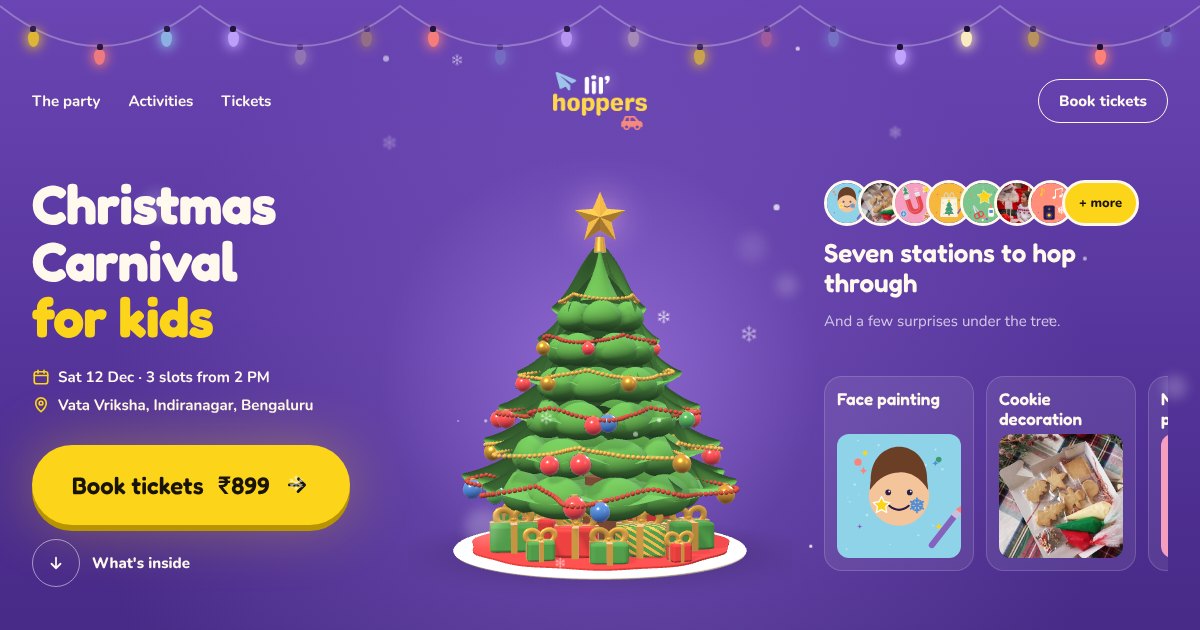 The party
Activities
Tickets
lil'
hoppers
Book tickets
Christmas
Carnival
for kids
Sat 12 Dec · 3 slots from 2 PM
Vata Vriksha, Indiranagar, Bengaluru
Book tickets ₹899
What's inside
+ more
Seven stations to hop
through
And a few surprises under the tree.
Face painting
Cookie
decoration